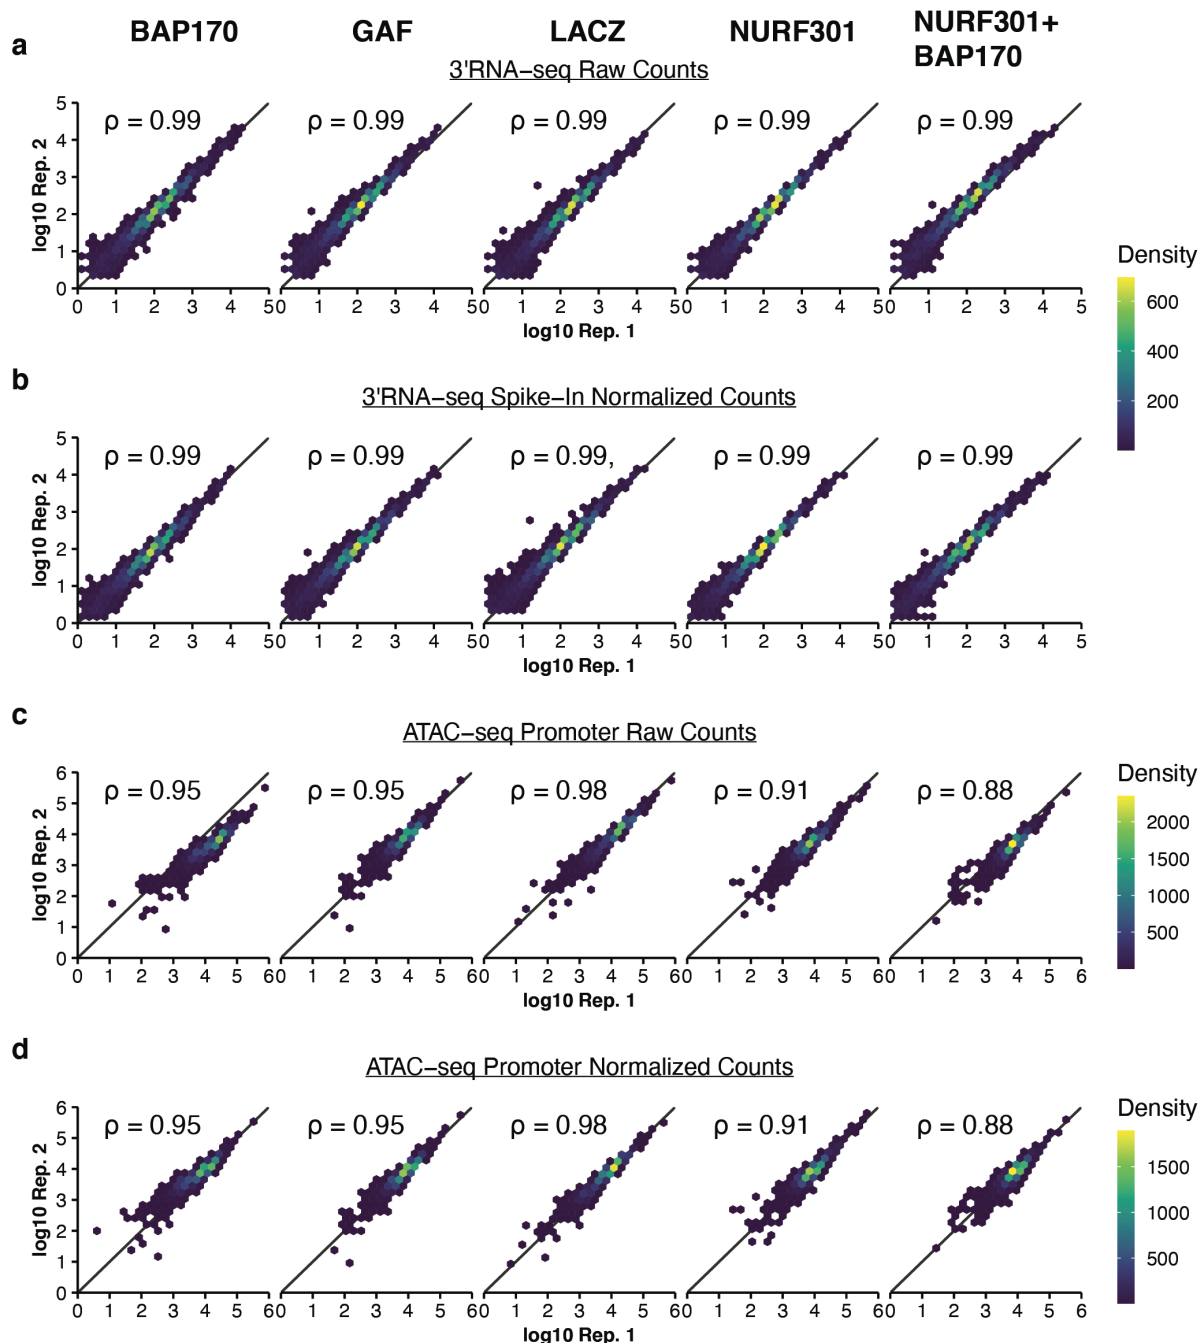 a
BAP170 GAF LACZ NURF301 NURF301+
BAP170
3'RNA−seq Raw Counts
ρ = 0.99 ρ = 0.99 ρ = 0.99 ρ = 0.99 ρ = 0.99
5
4
3
2
1
0
log10 Rep. 2
0 1 2 3 4 50 1 2 3 4 50 1 2 3 4 50 1 2 3 4 50 1 2 3 4 5
log10 Rep. 1
Density
600
400
200
b
3'RNA−seq Spike−In Normalized Counts
ρ = 0.99 ρ = 0.99 ρ = 0.99, ρ = 0.99 ρ = 0.99
5
4
3
2
1
0
log10 Rep. 2
0 1 2 3 4 50 1 2 3 4 50 1 2 3 4 50 1 2 3 4 50 1 2 3 4 5
log10 Rep. 1
c
ATAC−seq Promoter Raw Counts
ρ = 0.95 ρ = 0.95 ρ = 0.98 ρ = 0.91 ρ = 0.88
6
5
4
3
2
1
0
log10 Rep. 2
0 1 2 3 4 5 60 1 2 3 4 5 60 1 2 3 4 5 60 1 2 3 4 5 60 1 2 3 4 5 6
log10 Rep. 1
Density
2000
1500
1000
500
d
ATAC−seq Promoter Normalized Counts
ρ = 0.95 ρ = 0.95 ρ = 0.98 ρ = 0.91 ρ = 0.88
6
5
4
3
2
1
0
log10 Rep. 2
0 1 2 3 4 5 60 1 2 3 4 5 60 1 2 3 4 5 60 1 2 3 4 5 60 1 2 3 4 5 6
log10 Rep. 1
Density
1500
1000
500